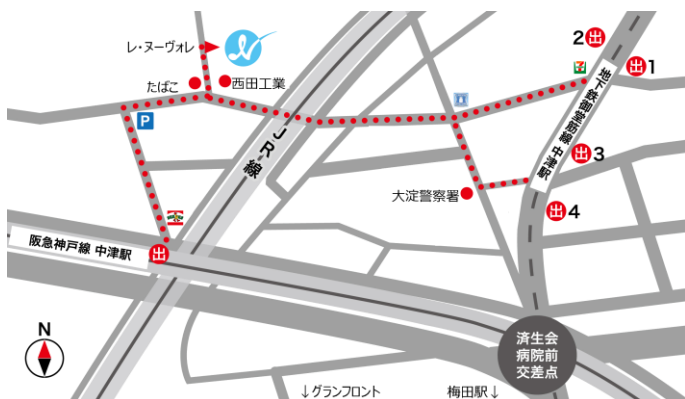 レ・ヌーヴォレ
たばこ
西田工業
P
JR線
2出
出1
地下鉄御堂筋線 中津駅
出3
出4
大淀警察署
阪急神戸線 中津駅
出
済生会
病院前
交差点
N
↓グランフロント
梅田駅↓